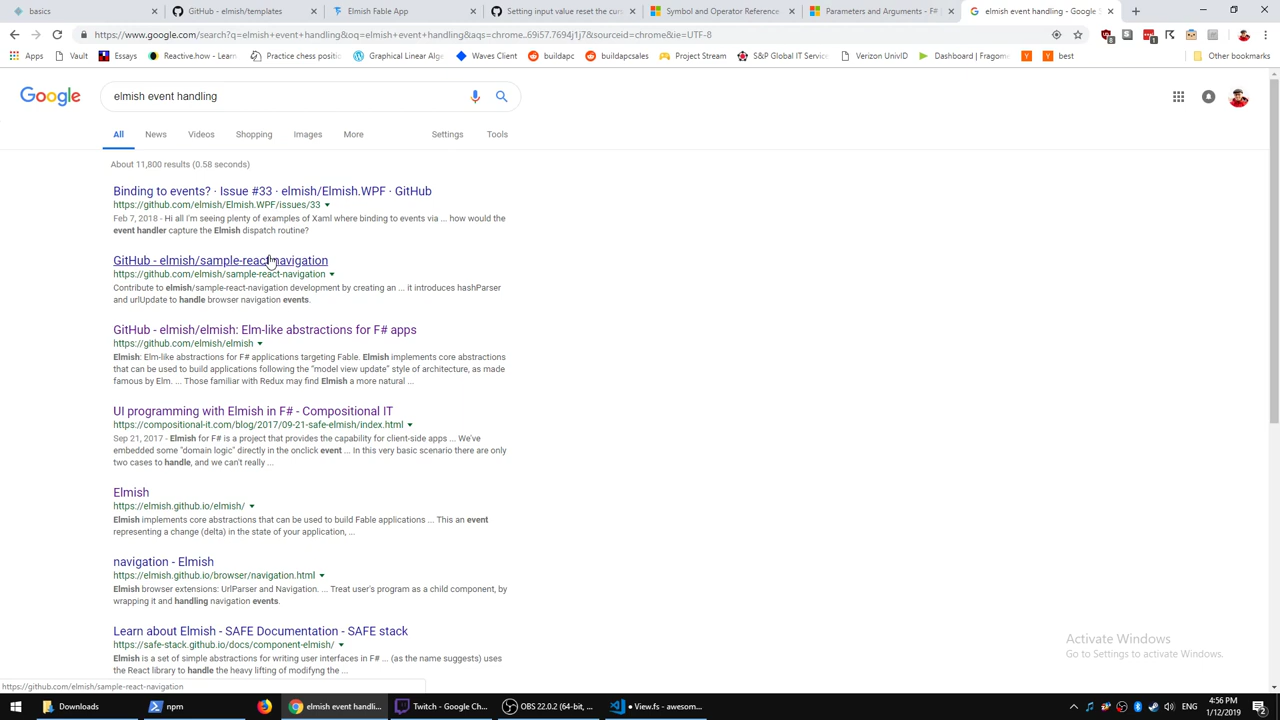 basics
GitHub - elmish/templates
Elmish Fable App
Setting input value reset the cur
Symbol and Operator Reference
Parameters and Arguments - F#
elmish event handling - Google S
https://www.google.com/search?q=elmish+event+handling&oq=elmish+event+handling&aqs=chrome..69i57.7694j1j7&sourceid=chrome&ie=UTF-8
Apps
Vault
Essays
Reactive.how - Learn
Practice chess positio
Graphical Linear Alge
Waves Client
buildapc
buildapcsales
Project Stream
S&P Global IT Service
Verizon UnivID
Dashboard | Fragom
best
Other bookmarks
Google
elmish event handling
All
News
Videos
Shopping
Images
More
Settings
Tools
About 11,800 results (0.58 seconds)
Binding to events? · Issue #33 · elmish/Elmish.WPF · GitHub
https://github.com/elmish/Elmish.WPF/issues/33
Feb 7, 2018 - Hi all I'm seeing plenty of examples of Xaml where binding to events via ... how would the
event handler capture the Elmish dispatch routine?
GitHub - elmish/sample-react-navigation
https://github.com/elmish/sample-react-navigation
Contribute to elmish/sample-react-navigation development by creating an ... it introduces hashParser
and urlUpdate to handle browser navigation events.
GitHub - elmish/elmish: Elm-like abstractions for F# apps
https://github.com/elmish/elmish
Elmish: Elm-like abstractions for F# applications targeting Fable. Elmish implements core abstractions
that can be used to build applications following the “model view update” style of architecture, as made
famous by Elm. ... Those familiar with Redux may find Elmish a more natural ...
UI programming with Elmish in F# - Compositional IT
https://compositional-it.com/blog/2017/09-21-safe-elmish/index.html
Sep 21, 2017 - Elmish for F# is a project that provides the capability for client-side apps ... We've
embedded some "domain logic" directly in the onclick event ... In this very basic scenario there are only
two cases to handle, and we can't really ...
Elmish
https://elmish.github.io/elmish/
Elmish implements core abstractions that can be used to build Fable applications ... This an event
representing a change (delta) in the state of your application, ...
navigation - Elmish
https://elmish.github.io/browser/navigation.html
Elmish browser extensions: UrlParser and Navigation. ... Treat user's program as a child component, by
wrapping it and handling navigation events.
Learn about Elmish - SAFE Documentation - SAFE stack
https://safe-stack.github.io/docs/component-elmish/
Elmish is a set of simple abstractions for writing user interfaces in F# ... (as the name suggests) uses
the React library to handle the heavy lifting of modifyng the ...
Activate Windows
Go to Settings to activate Windows.
https://github.com/elmish/sample-react-navigation
Downloads
npm
elmish event handli...
Twitch - Google Ch...
OBS 22.0.2 (64-bit, ...
● View.fs - awesom...
4:56 PM
1/12/2019
2